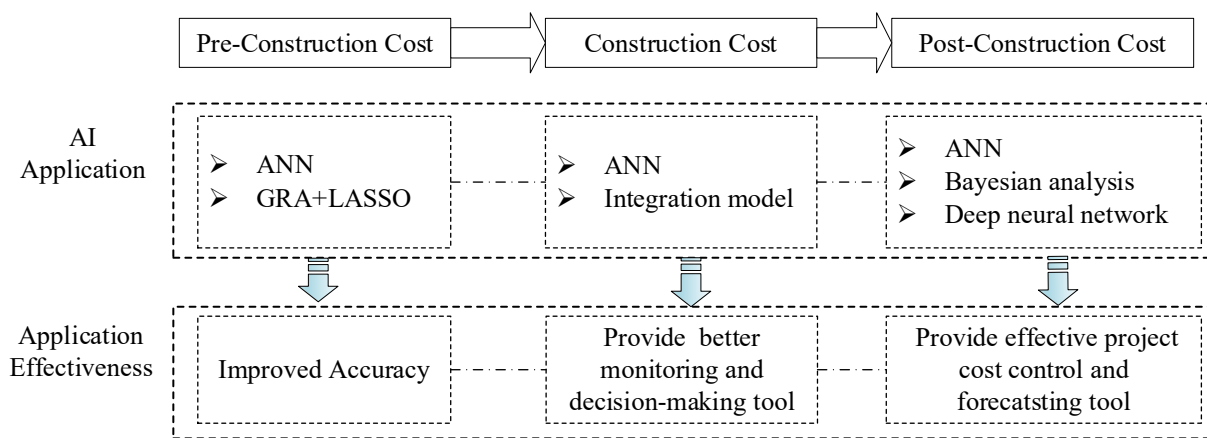 Pre-Construction Cost
Construction Cost
Post-Construction Cost
AI
Application
ANN
GRA+LASSO
ANN
Integration model
ANN
Bayesian analysis
Deep neural network
Application
Effectiveness
Improved Accuracy
Provide better
monitoring and
decision-making tool
Provide effective project
cost control and
forecatsting tool